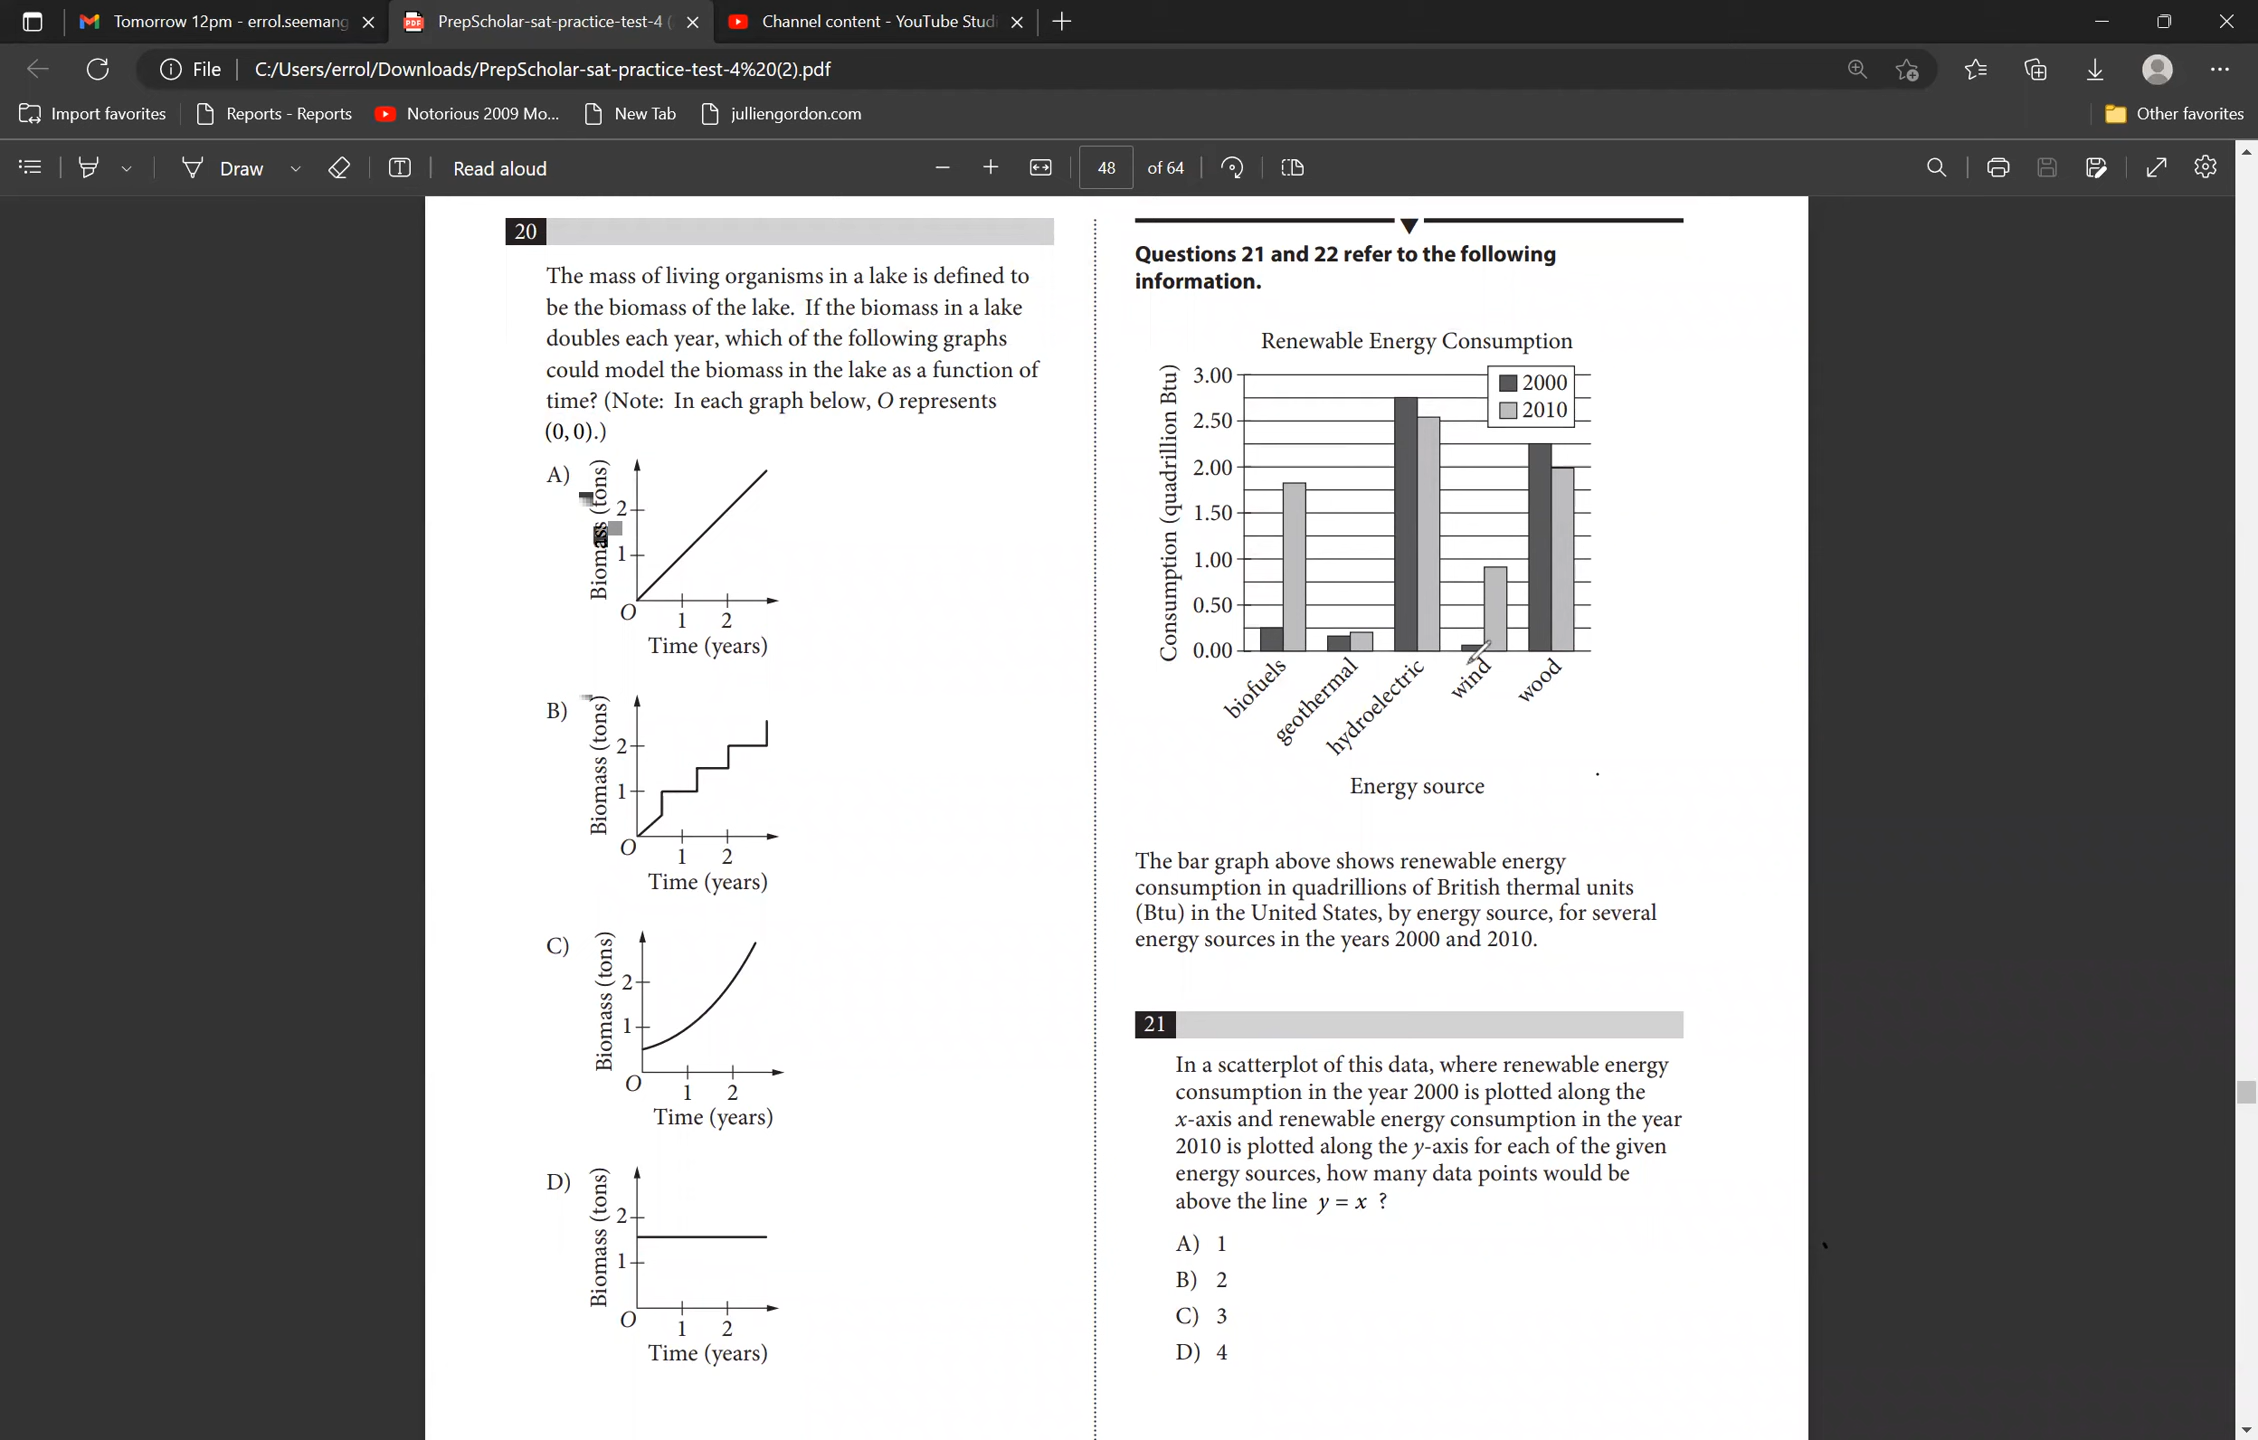 Tomorrow 12pm - errol.seemang
PrepScholar-sat-practice-test-4 (
Channel content - YouTube Studi
File
C:/Users/errol/Downloads/PrepScholar-sat-practice-test-4%20(2).pdf
Import favorites
Reports - Reports
Notorious 2009 Mo...
New Tab
julliengordon.com
Other favorites
Draw
Read aloud
48
of 64
20
The mass of living organisms in a lake is defined to
be the biomass of the lake. If the biomass in a lake
doubles each year, which of the following graphs
could model the biomass in the lake as a function of
time? (Note: In each graph below, O represents
(0, 0).)
A)
Biomass (tons)
2
1
O
1 2
Time (years)
B)
Biomass (tons)
2
1
O
1 2
Time (years)
C)
Biomass (tons)
2
1
O
1 2
Time (years)
D)
Biomass (tons)
2
1
O
1 2
Time (years)
Questions 21 and 22 refer to the following
information.
Renewable Energy Consumption
Consumption (quadrillion Btu)
3.00
2.50
2.00
1.50
1.00
0.50
0.00
2000
2010
biofuels
geothermal
hydroelectric
wind
wood
Energy source
The bar graph above shows renewable energy
consumption in quadrillions of British thermal units
(Btu) in the United States, by energy source, for several
energy sources in the years 2000 and 2010.
21
In a scatterplot of this data, where renewable energy
consumption in the year 2000 is plotted along the
x-axis and renewable energy consumption in the year
2010 is plotted along the y-axis for each of the given
energy sources, how many data points would be
above the line y = x ?
A) 1
B) 2
C) 3
D) 4